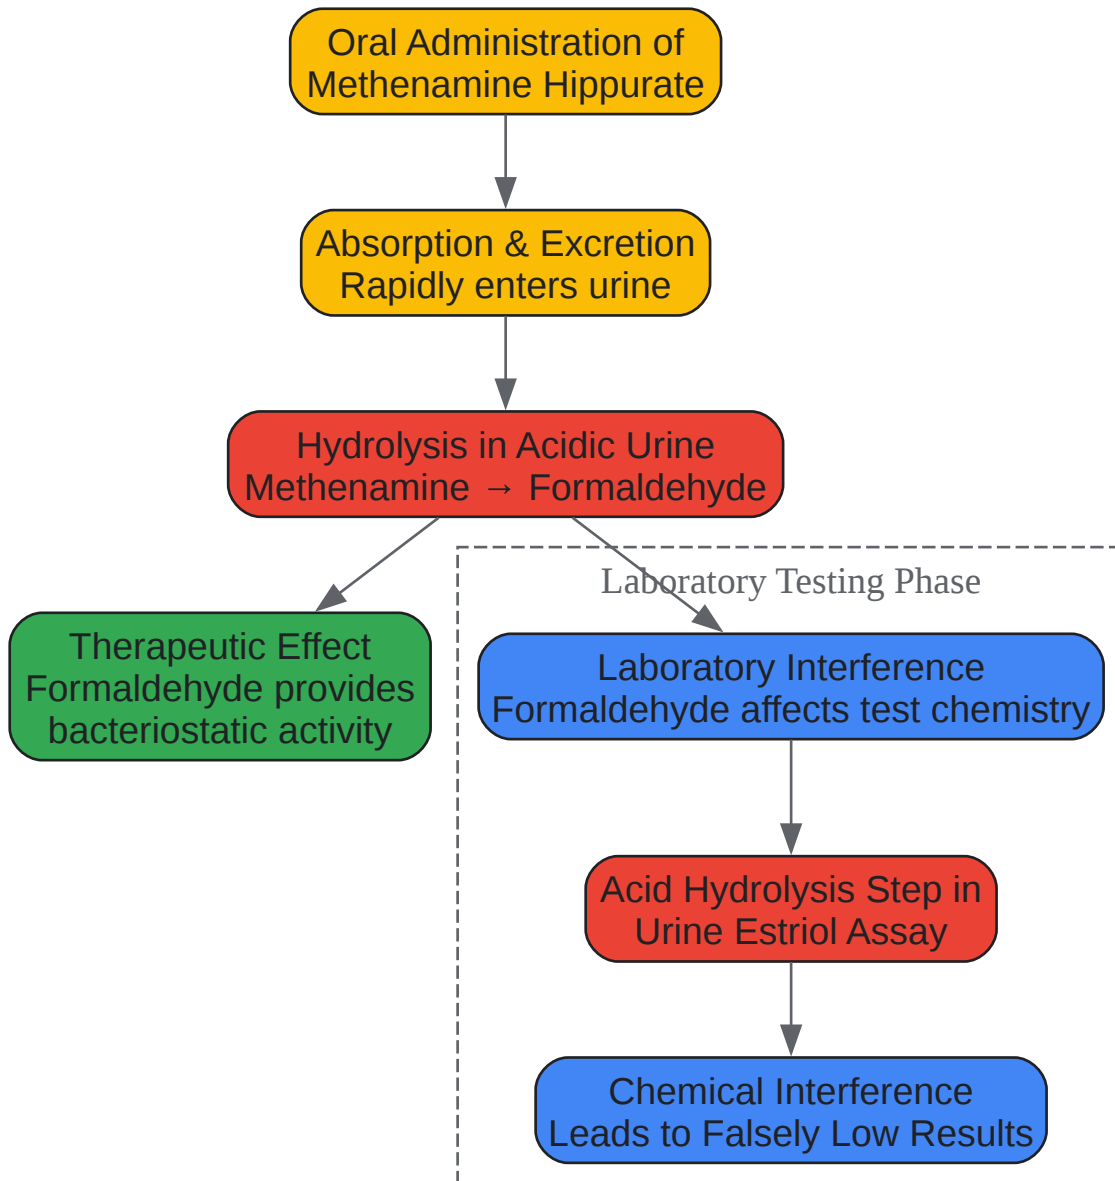 Oral Administration of
Methenamine Hippurate
Absorption & Excretion
Rapidly enters urine
Hydrolysis in Acidic Urine
Methenamine → Formaldehyde
Therapeutic Effect
Formaldehyde provides
bacteriostatic activity
Laboratory Testing Phase
Laboratory Interference
Formaldehyde affects test chemistry
Acid Hydrolysis Step in
Urine Estriol Assay
Chemical Interference
Leads to Falsely Low Results